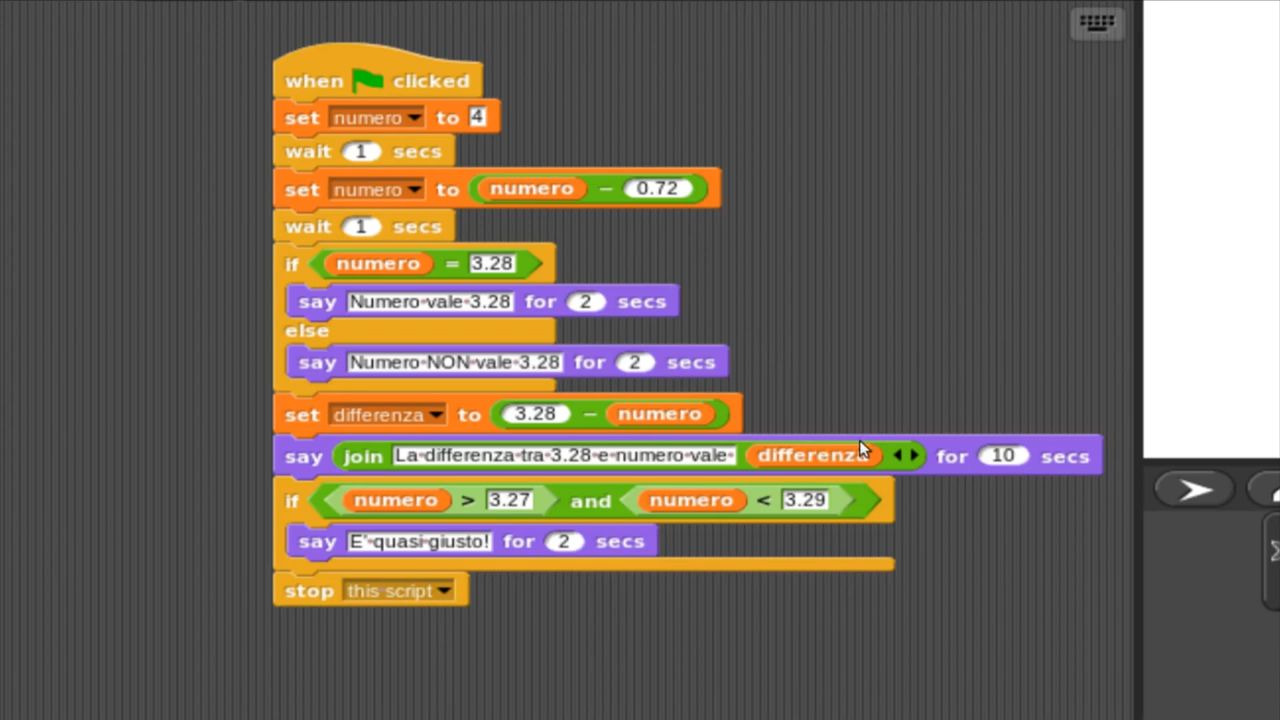 when clicked
set numero to 4
wait 1 secs
set numero to numero - 0.72
wait 1 secs
if numero = 3.28
say Numero vale 3.28 for 2 secs
else
say Numero NON vale 3.28 for 2 secs
set differenza to 3.28 - numero
say join La differenza tra 3.28 e numero vale differenza for 10 secs
if numero > 3.27 and numero < 3.29
say E' quasi giusto! for 2 secs
stop this script